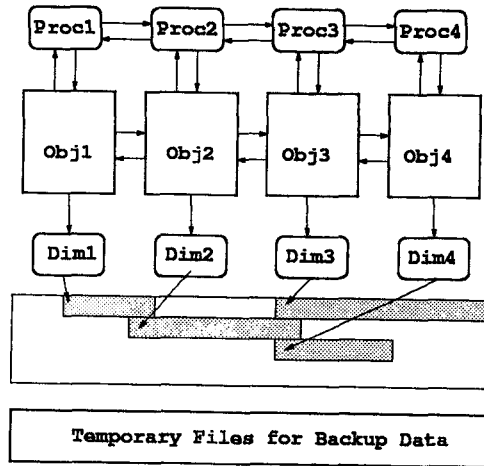 Proc1 Proc2 Proc3 Proc4
Obj1 Obj2 Obj3 Obj4
Dim1 Dim2 Dim3 Dim4
Temporary Files for Backup Data